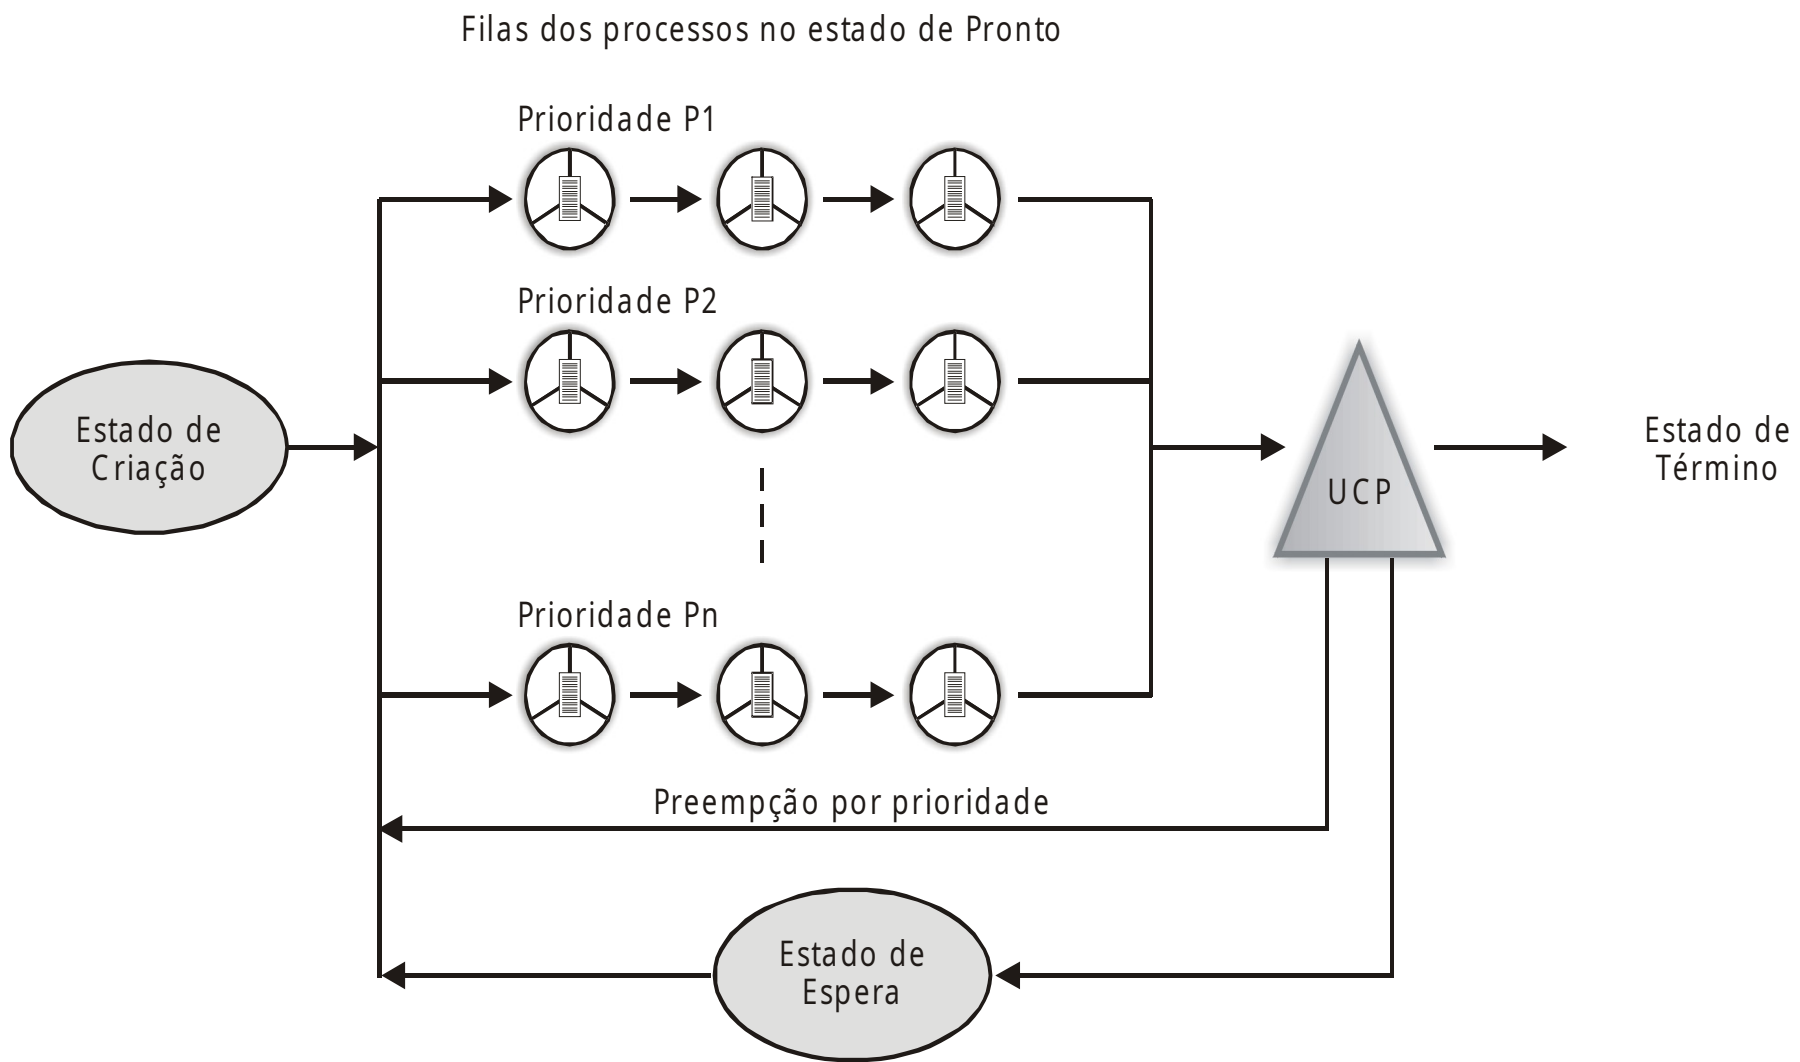 Filas dos processos no estado de Pronto
Prioridade P1
Prioridade P2
Estado de
Criação
UCP
Estado de
Término
Prioridade Pn
Preempção por prioridade
Estado de
Espera